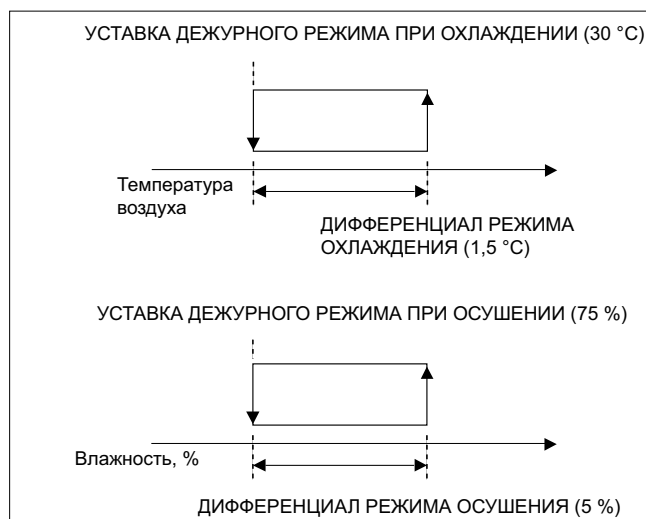 УСТАВКА ДЕЖУРНОГО РЕЖИМА ПРИ ОХЛАЖДЕНИИ (30 °C)
Температура
воздуха
ДИФФЕРЕНЦИАЛ РЕЖИМА
ОХЛАЖДЕНИЯ (1,5 °C)
УСТАВКА ДЕЖУРНОГО РЕЖИМА ПРИ ОСУШЕНИИ (75 %)
Влажность, %
ДИФФЕРЕНЦИАЛ РЕЖИМА ОСУШЕНИЯ (5 %)